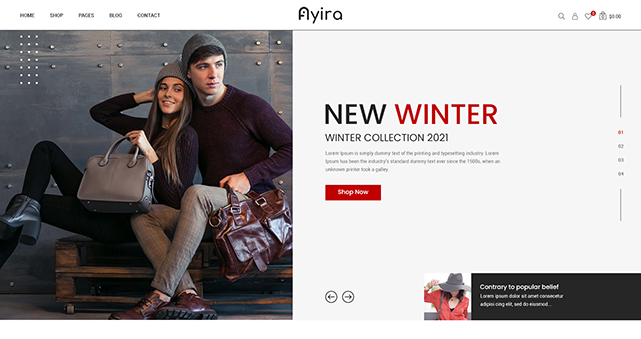 HOME SHOP PAGES BLOG CONTACT
Ayira
0
0
$0.00
NEW WINTER
WINTER COLLECTION 2021
Lorem Ipsum is simply dummy text of the printing and typesetting industry. Lorem
Ipsum has been the industry's standard dummy text ever since the 1500s, when an
unknown printer took a galley.
Shop Now
01
02
03
04
Contrary to popular belief
Lorem ipsum dolor sit amet consectetur
adipisi cing elit, sed do eiusmod...